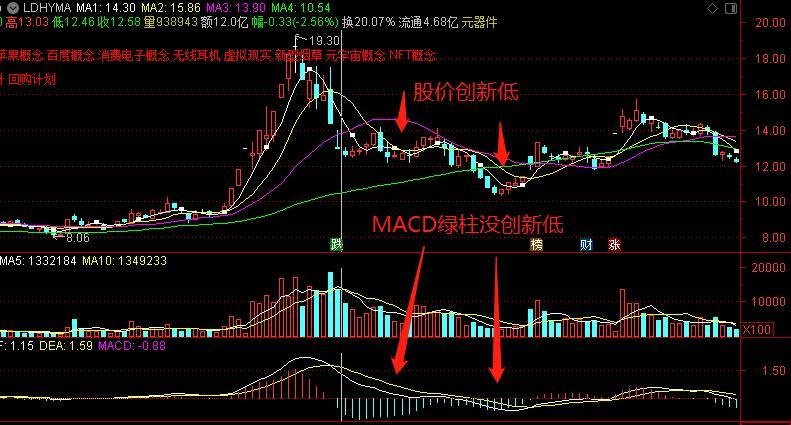 LDHYMA MA1: 14.30 MA2: 15.86 MA3: 13.90 MA4: 10.54
高13.03 低12.46 收12.58 量938943 额12.0亿 幅-0.33(-2.56%) 换20.07% 流通4.68亿 元器件
20.00
19.30
苹果概念 百度概念 消费电子概念 无线耳机 虚拟现实 新型烟草 元宇宙概念 NFT概念
18.00
回购计划
股价创新低
16.00
14.00
12.00
10.00
MACD绿柱没创新低
8.06
8.00
跌 榜 财 涨
MA5: 1332184 MA10: 1349233
20000
10000
X100
F: 1.15 DEA: 1.59 MACD: -0.88
1.50